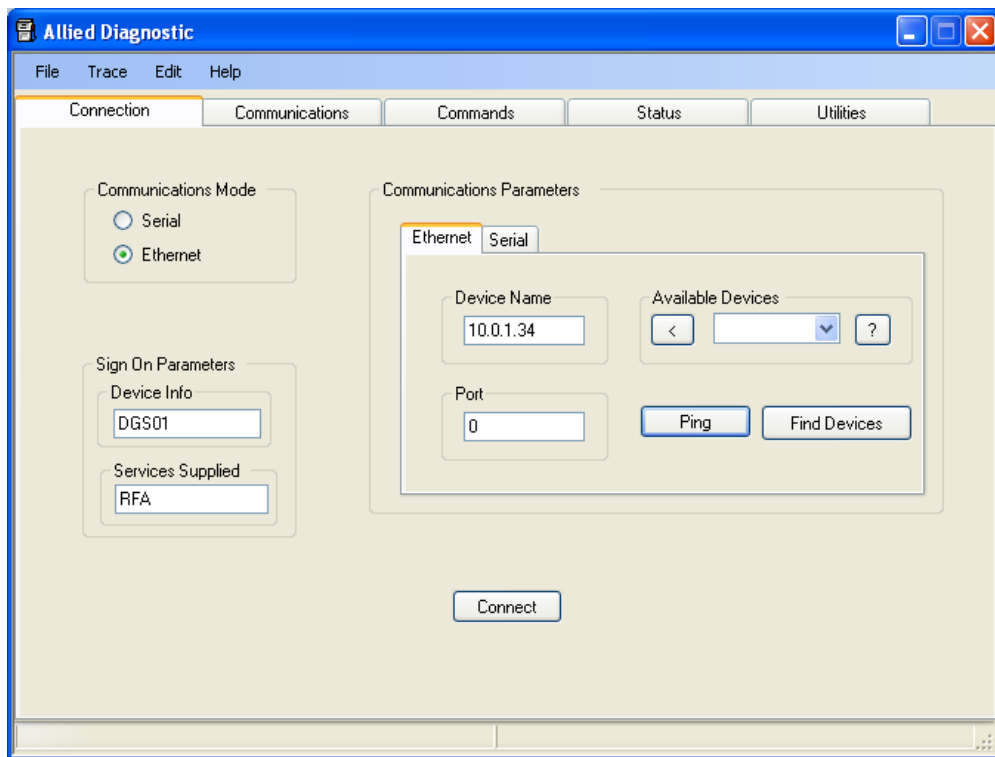 Allied Diagnostic
File Trace Edit Help
Connection Communications Commands Status Utilities
Communications Mode
Serial
Ethernet
Sign On Parameters
Device Info
DGS01
Services Supplied
RFA
Communications Parameters
Ethernet Serial
Device Name
10.0.1.34
Available Devices
< ?
Port
0
Ping Find Devices
Connect